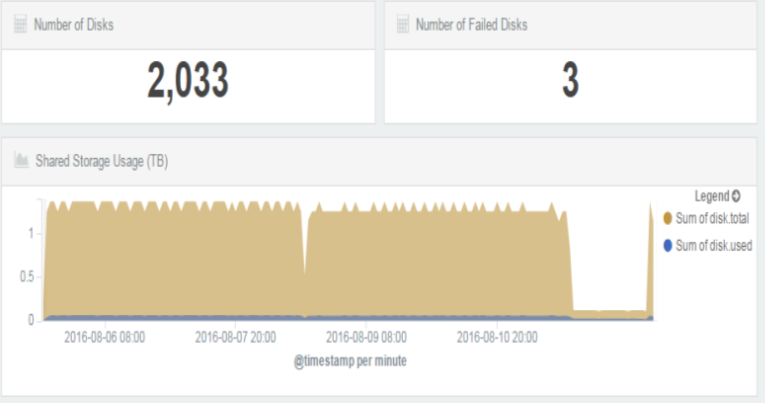 Number of Disks
2,033
Number of Failed Disks
3
Shared Storage Usage (TB)
Legend
Sum of disk.total
Sum of disk.used
1
0.5
0
2016-08-06 08:00 2016-08-07 20:00 2016-08-09 08:00 2016-08-10 20:00
@timestamp per minute